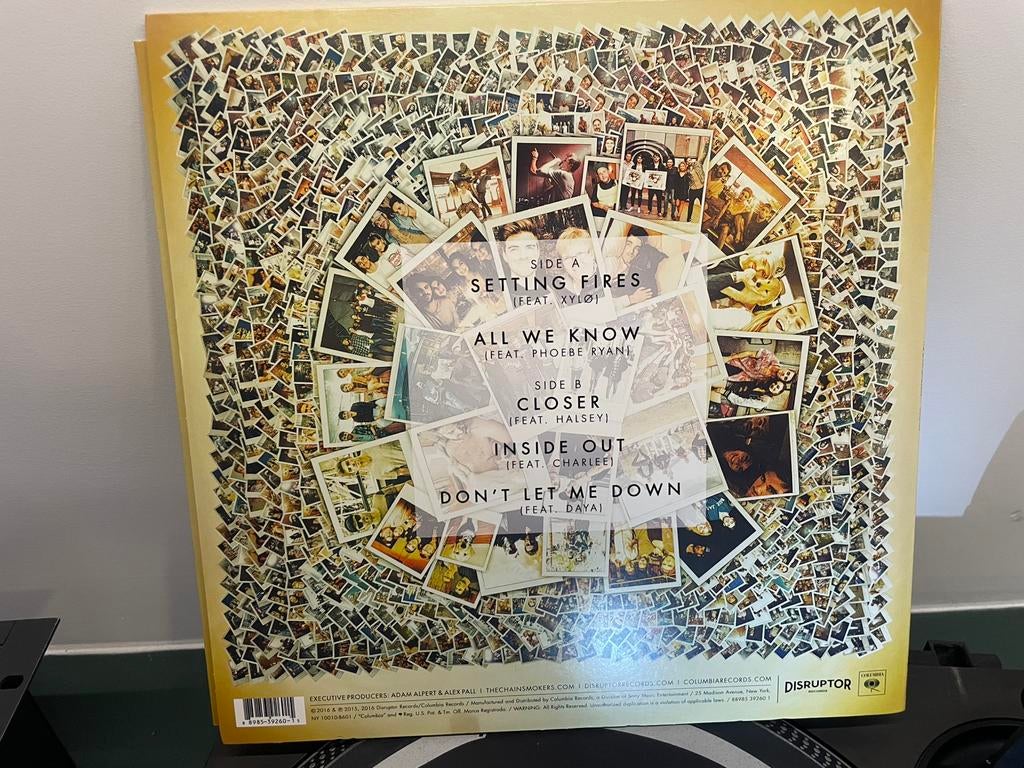 SIDE A
SETTING FIRES
(FEAT. XYLØ)
ALL WE KNOW
(FEAT. PHOEBE RYAN)
SIDE B
CLOSER
(FEAT. HALSEY)
INSIDE OUT
(FEAT. CHARLEE)
DON'T LET ME DOWN
(FEAT. DAYA)
EXECUTIVE PRODUCERS: ADAM ALPERT & ALEX PALL | THECHAINSMOKERS.COM | DISRUPTORRECORDS.COM | COLUMBIARECORDS.COM
© 2016 & ℗ 2015, 2016 Disruptor Records/Columbia Records / Manufactured and Distributed by Columbia Records, a Division of Sony Music Entertainment / 25 Madison Avenue, New York,
NY 10010-8601 / "Columbia" and Reg. U.S. Pat. & Tm. Off. Marca Registrada. / WARNING: All Rights Reserved. Unauthorized duplication is a violation of applicable laws. / 88985 39260 1
8 8985-39260-1
DISRUPTOR
RECORDS
COLUMBIA